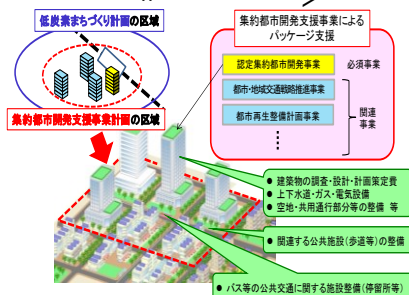 低炭素まちづくり計画の区域
集約都市開発支援事業計画の区域
集約都市開発支援事業による
パッケージ支援
認定集約都市開発事業
必須事業
都市・地域交通戦略推進事業
都市再生整備計画事業
関連
事業
● 建築物の調査・設計・計画策定費
● 上下水道・ガス・電気設備
● 空地・共用通行部分等の整備 等
● 関連する公共施設(歩道等)の整備
● バス等の公共交通に関する施設整備(停留所等)